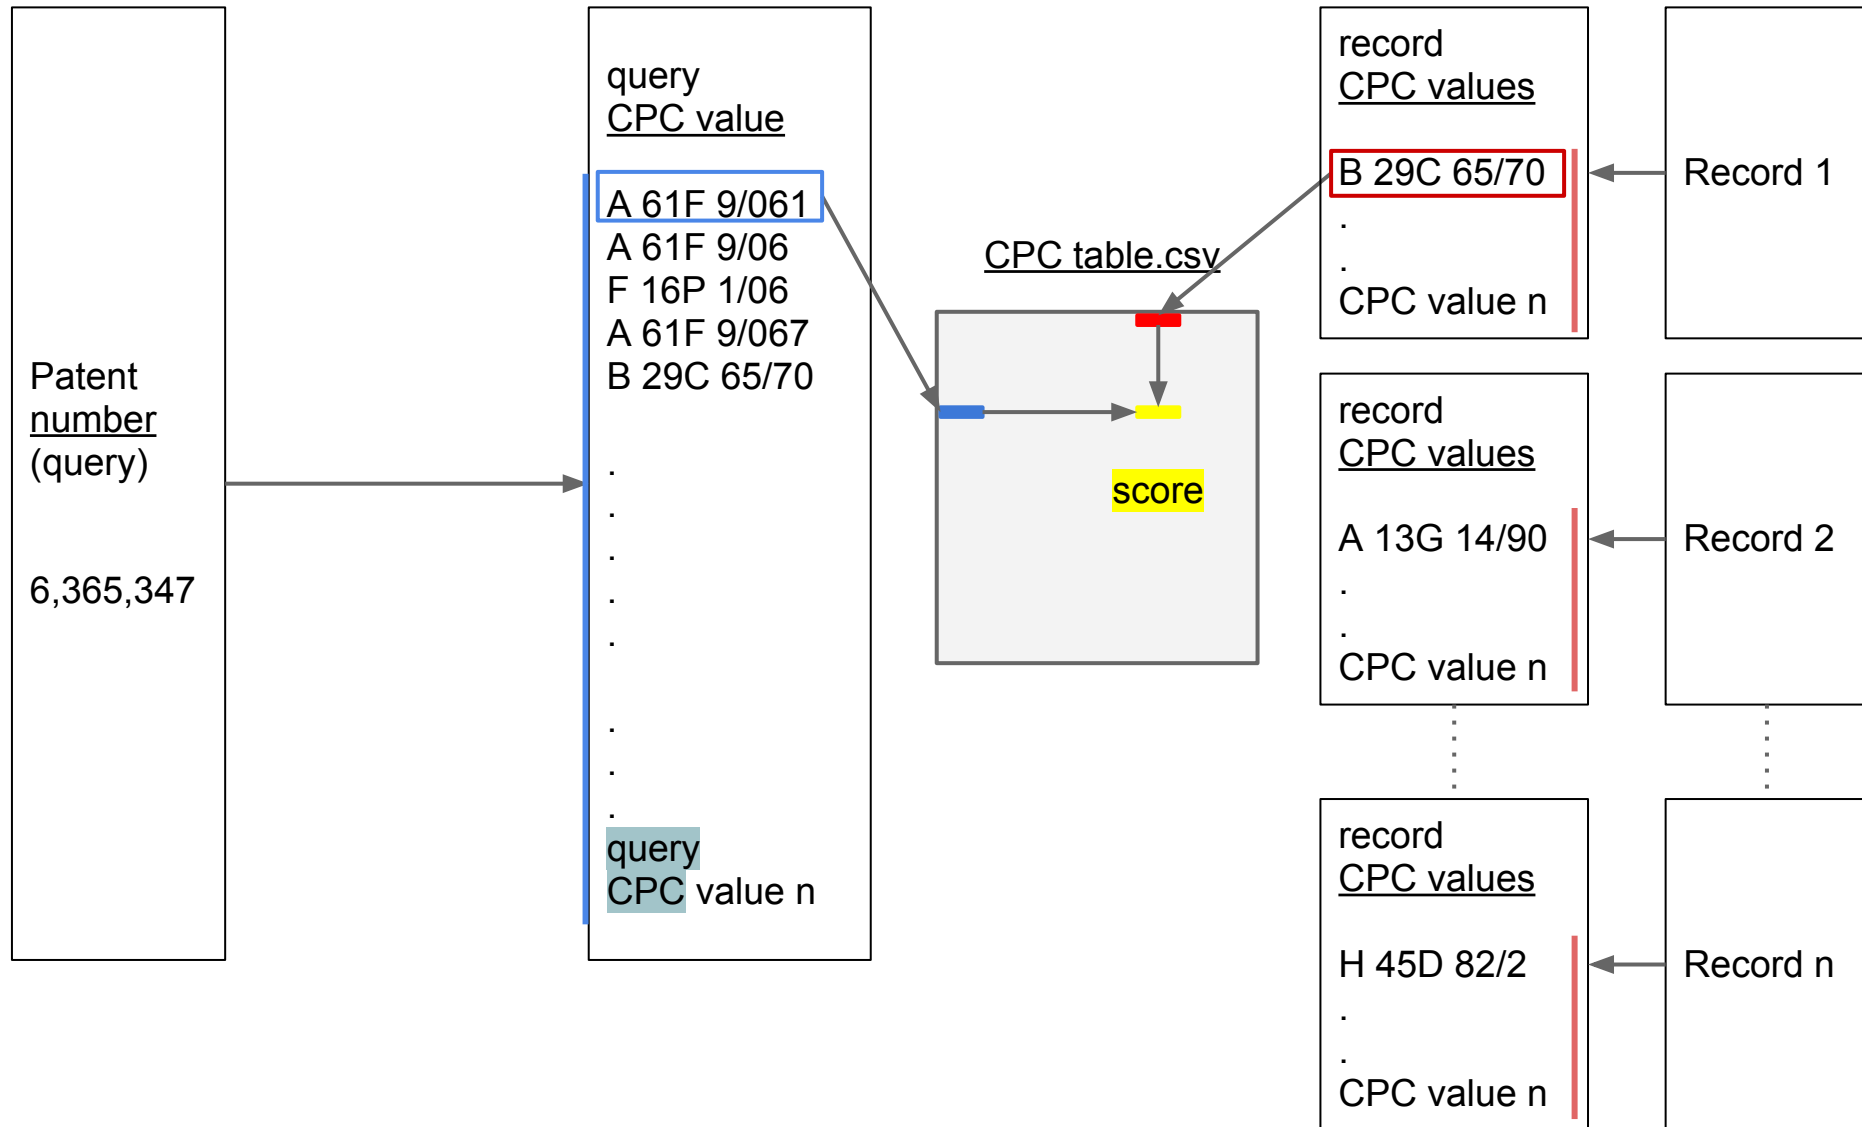 Patent
number
(query)
6,365,347
query
CPC value
A 61F 9/061
A 61F 9/06
F 16P 1/06
A 61F 9/067
B 29C 65/70
.
.
.
.
.
.
.
.
query
CPC value n
CPC table.csv
score
record
CPC values
B 29C 65/70
.
.
CPC value n
Record 1
record
CPC values
A 13G 14/90
.
.
CPC value n
Record 2
record
CPC values
H 45D 82/2
.
.
CPC value n
Record n